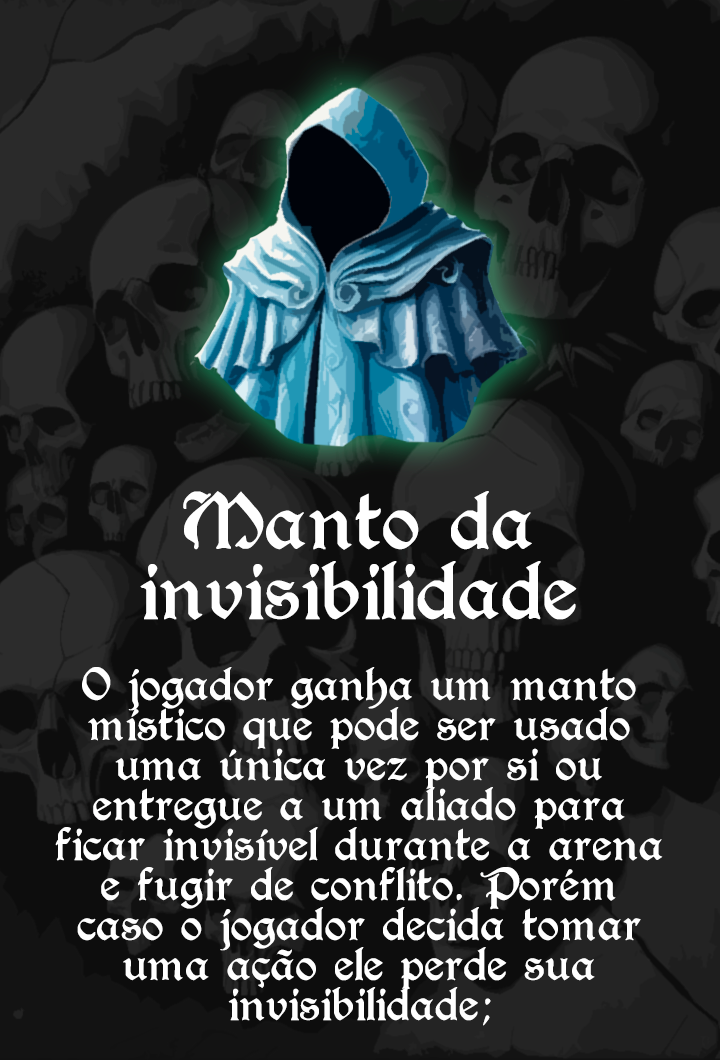 Manto da
invisibilidade
O jogador ganha um manto
místico que pode ser usado
uma única vez por si ou
entregue a um aliado para
ficar invisível durante a arena
e fugir de conflito. Porém
caso o jogador decida tomar
uma ação ele perde sua
invisibilidade;